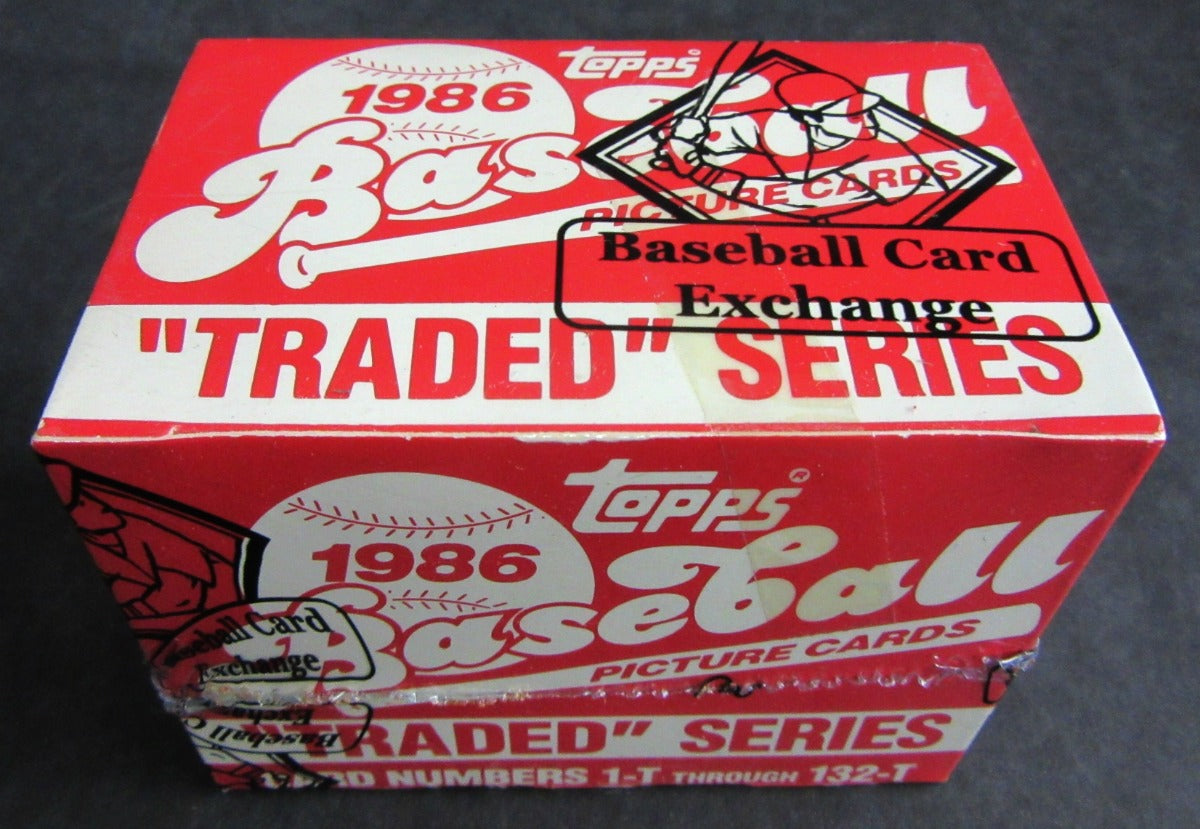 Topps
1986
Baseball
PICTURE CARDS
Baseball Card
Exchange
"TRADED" SERIES
Topps®
1986
Baseball
PICTURE CARDS
Baseball Card
Exchange
"TRADED" SERIES
CARD NUMBERS 1-T THROUGH 132-T